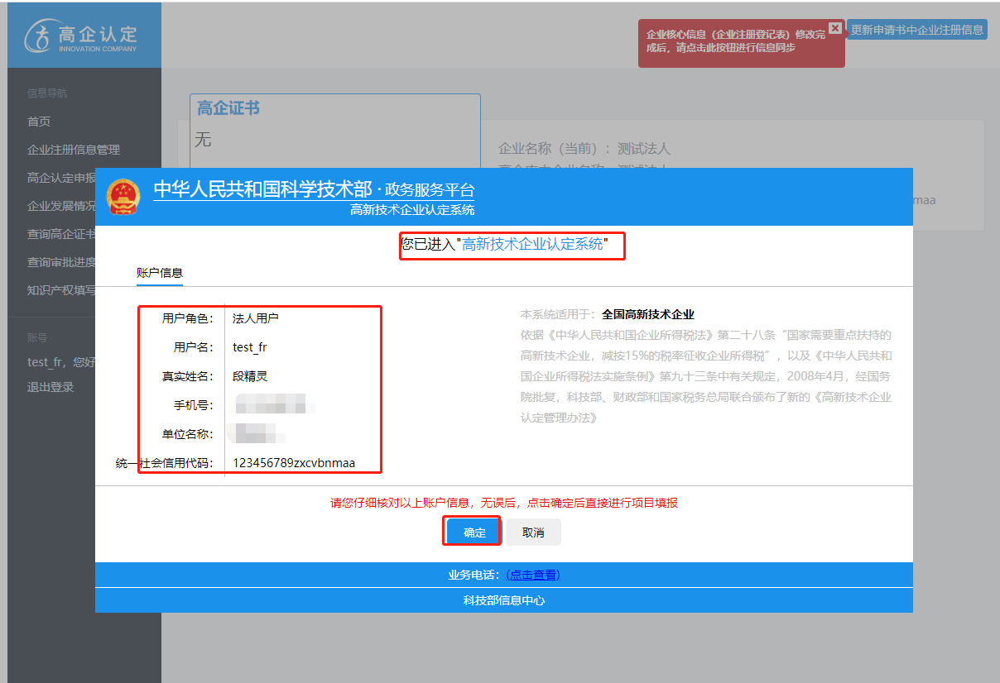 高企认定
INNOVATION COMPANY
企业核心信息（企业注册登记表）修改完
成后，请点击此按钮进行信息同步
更新申请书中企业注册信息
信息导航
首页
企业注册信息管理
高企认定申报
企业发展情况
查询高企证书
查询审批进度
知识产权填写
账号
test_fr，您好
退出登录
高企证书
无
企业名称（当前）：测试法人
maa
中华人民共和国科学技术部·政务服务平台
高新技术企业认定系统
您已进入"高新技术企业认定系统"
账户信息
用户角色： 法人用户
用户名： test_fr
真实姓名： 段精灵
手机号：
单位名称：
统一社会信用代码： 123456789zxcvbnmaa
本系统适用于：全国高新技术企业
依据《中华人民共和国企业所得税法》第二十八条“国家需要重点扶持的
高新技术企业，减按15%的税率征收企业所得税”，以及《中华人民共和
国企业所得税法实施条例》第九十三条中有关规定，2008年4月，经国务
院批复，科技部、财政部和国家税务总局联合颁布了新的《高新技术企业
认定管理办法》
请您仔细核对以上账户信息，无误后，点击确定后直接进行项目填报
确定 取消
业务电话：(点击查看)
科技部信息中心